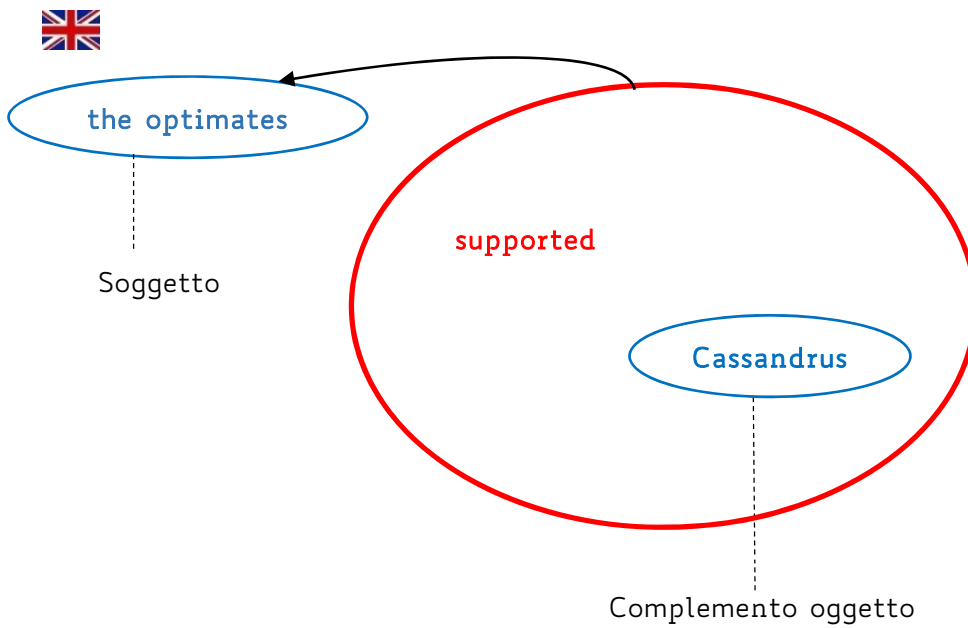 the optimates
supported
Soggetto
Cassandrus
Complemento oggetto